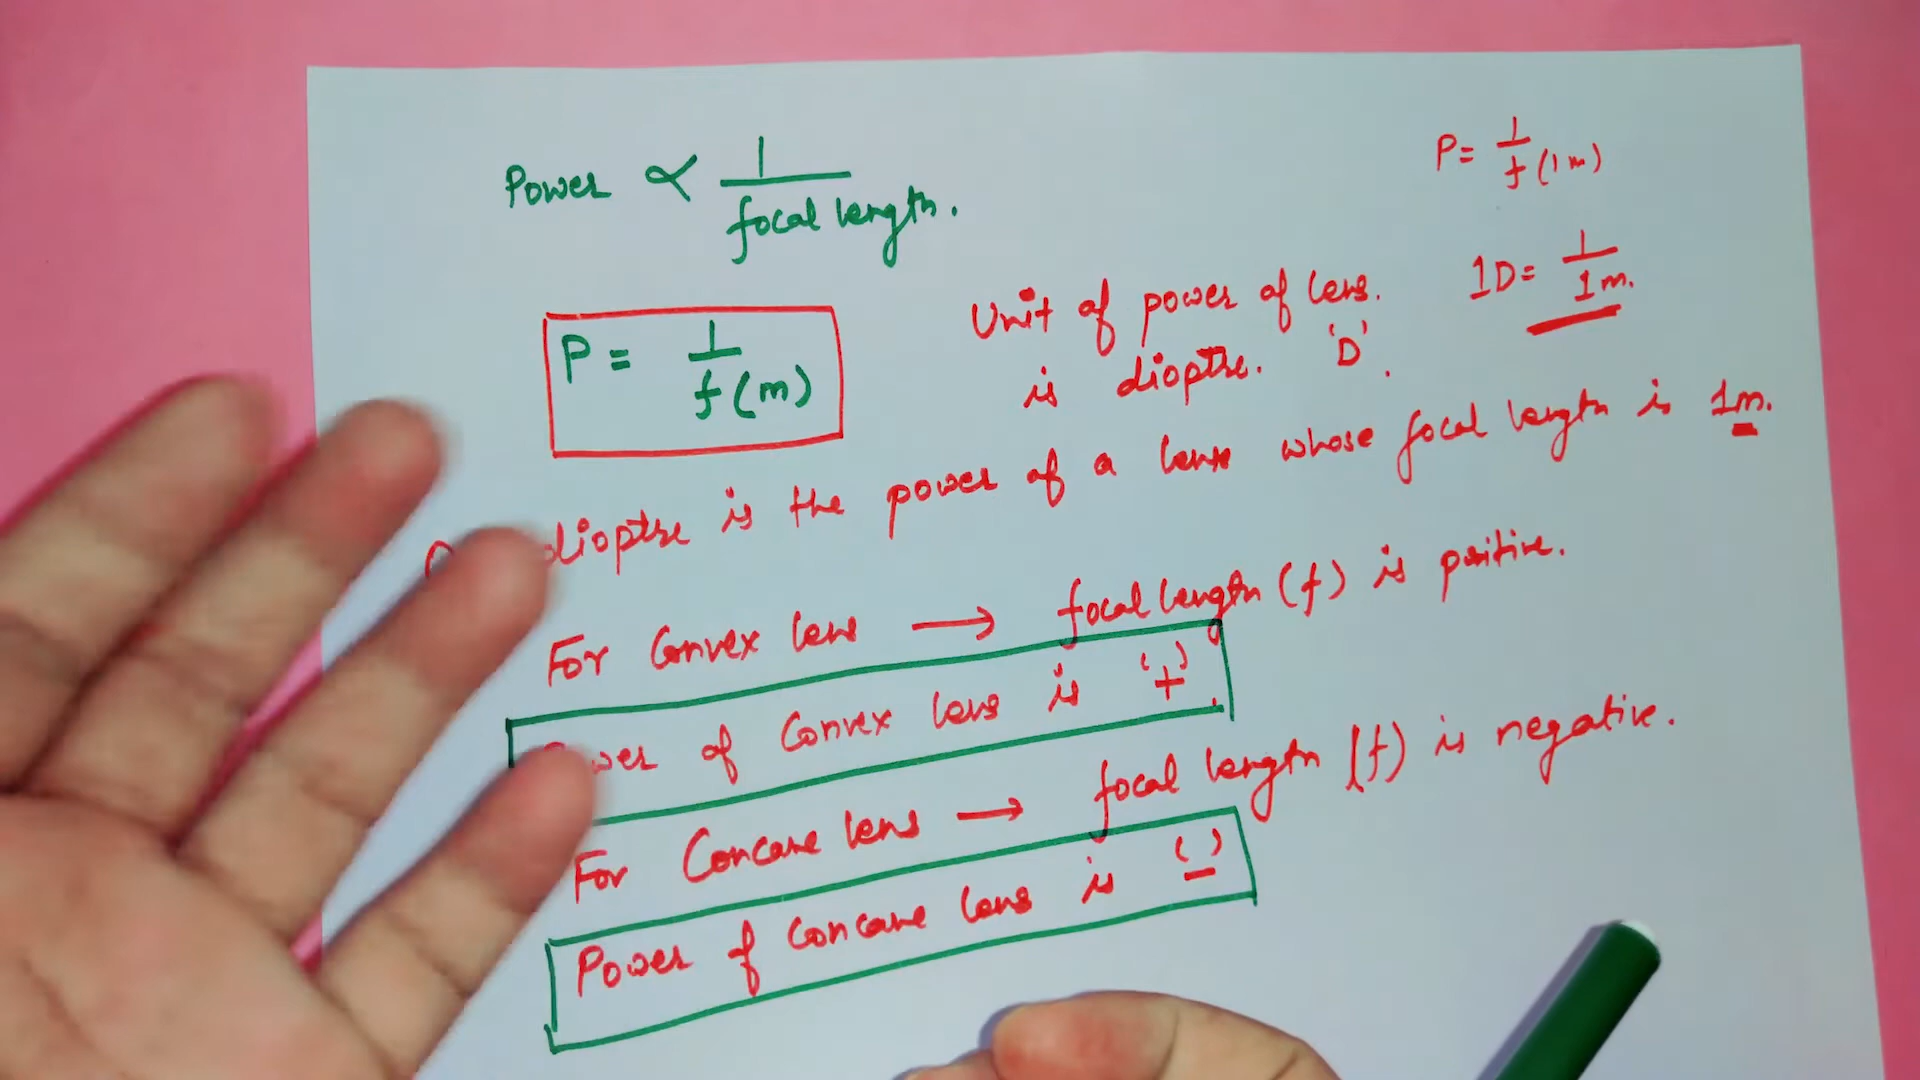 Power ∝ 1/focal length.
P = 1/f (1m)
1D = 1/1m.
P = 1/f(m)
Unit of power of lens.
is dioptre. 'D'.
dioptre is the power of a lens whose focal length is 1m.
For Convex lens → focal length (f) is positive.
of Convex lens is '+'.
For Concave lens → focal length (f) is negative.
Power of Concave lens is '-'